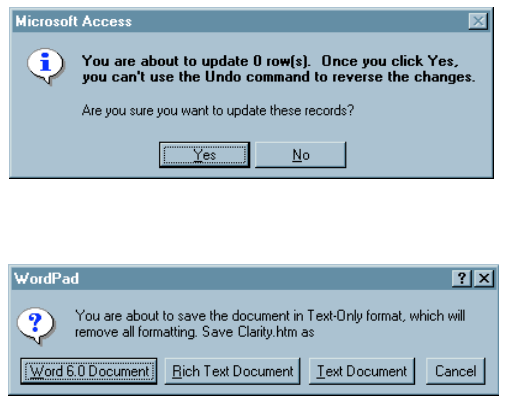 Microsoft Access
You are about to update 0 row(s). Once you click Yes,
you can't use the Undo command to reverse the changes.
Are you sure you want to update these records?
Yes No
WordPad
You are about to save the document in Text-Only format, which will
remove all formatting. Save Clarity.htm as
Word 6.0 Document Rich Text Document Text Document Cancel